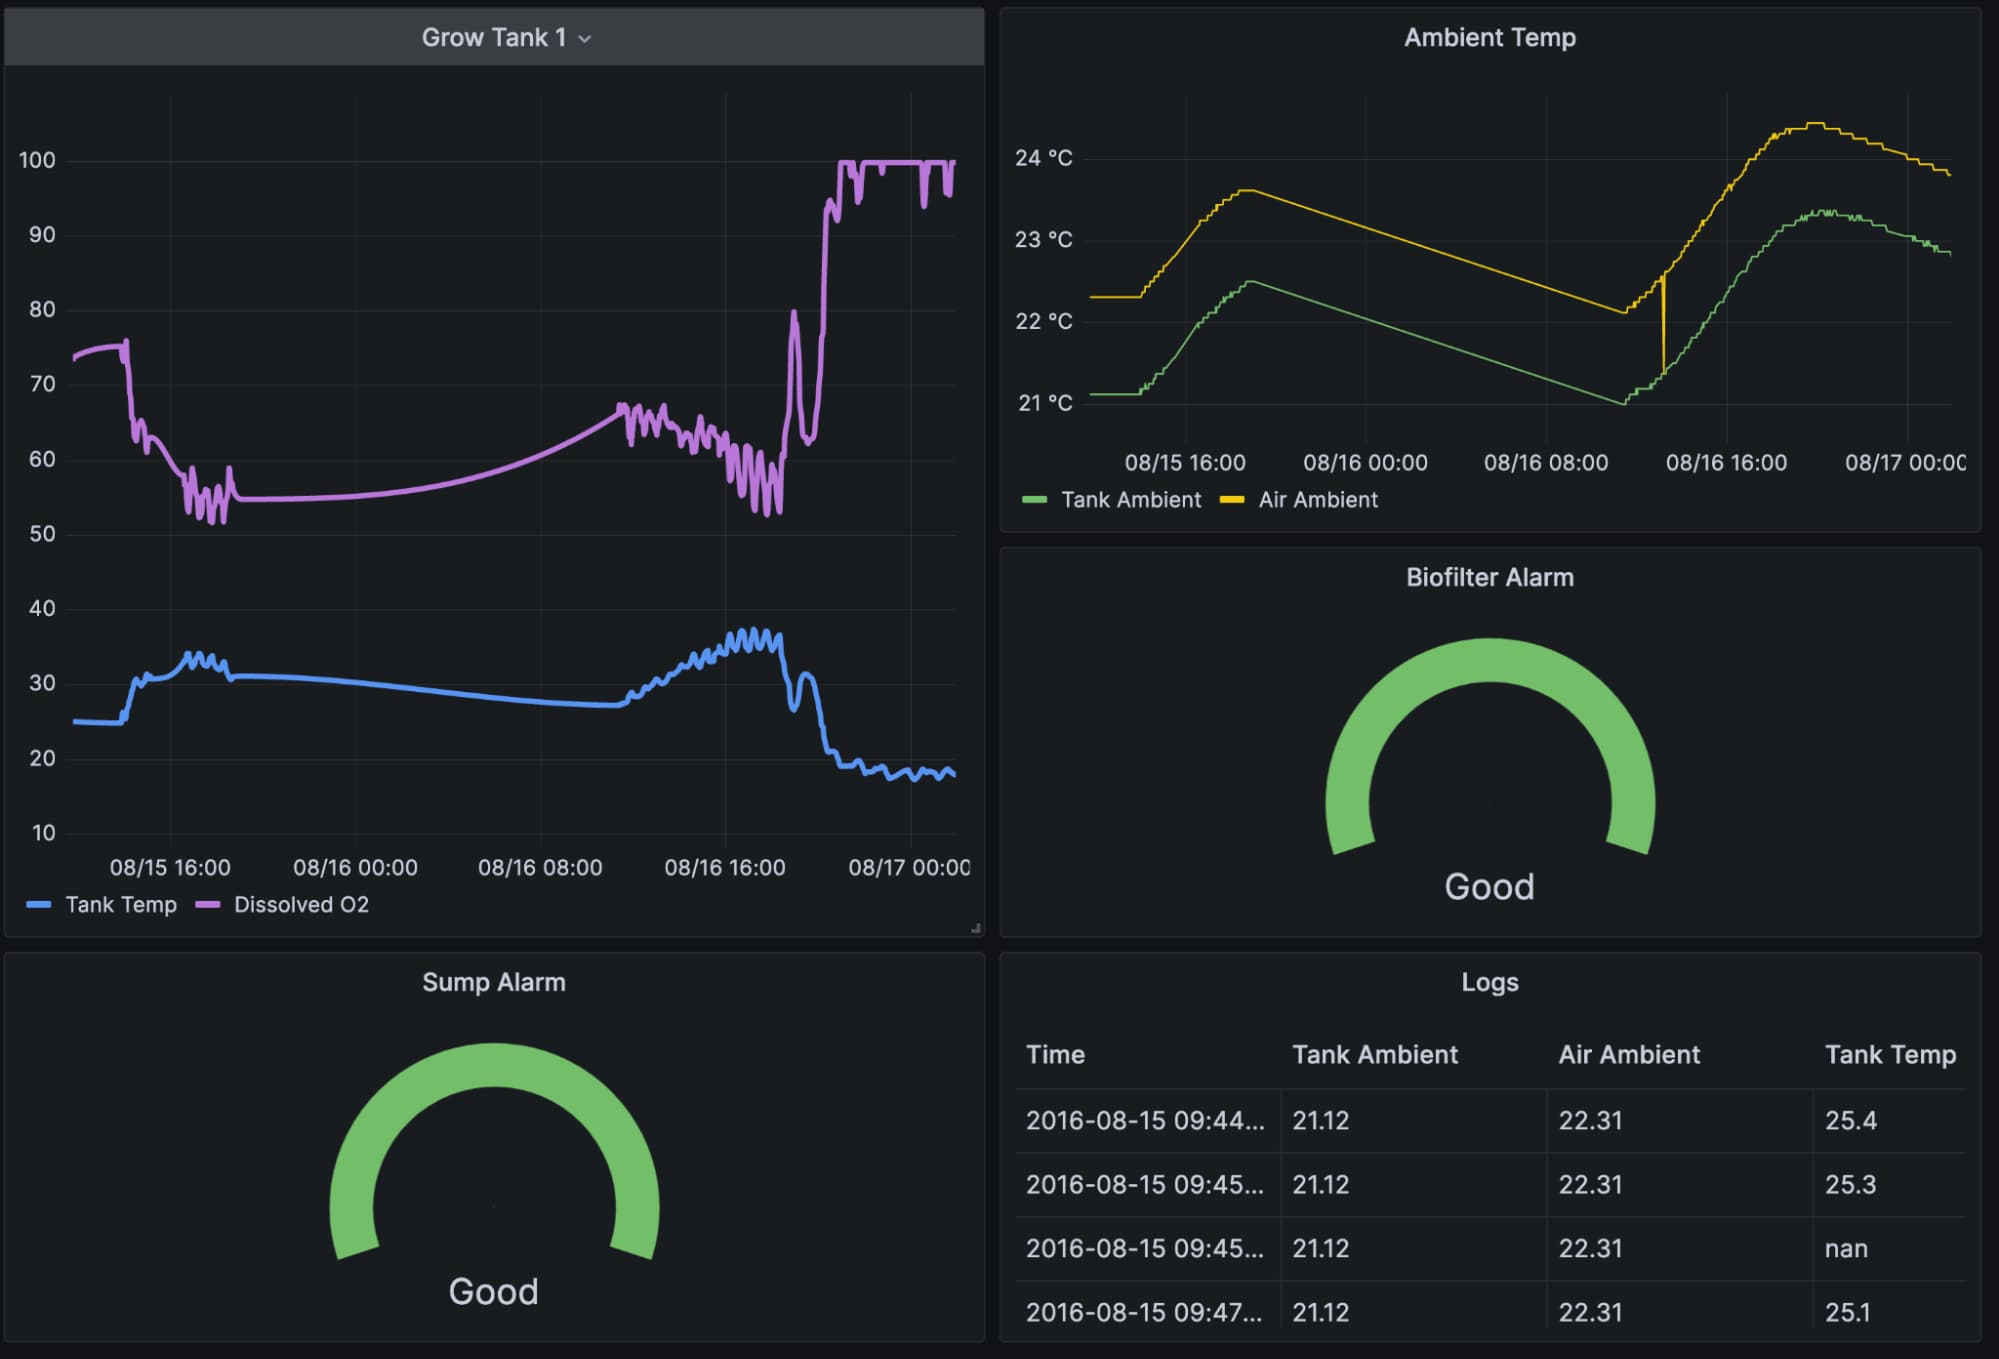 Grow Tank 1
100
90
80
70
60
50
40
30
20
10
08/15 16:00 08/16 00:00 08/16 08:00 08/16 16:00 08/17 00:00
Tank Temp Dissolved O2
Ambient Temp
24 °C
23 °C
22 °C
21 °C
08/15 16:00 08/16 00:00 08/16 08:00 08/16 16:00 08/17 00:00
Tank Ambient Air Ambient
Biofilter Alarm
Good
Sump Alarm
Good
Logs
Time Tank Ambient Air Ambient Tank Temp
2016-08-15 09:44... 21.12 22.31 25.4
2016-08-15 09:45... 21.12 22.31 25.3
2016-08-15 09:45... 21.12 22.31 nan
2016-08-15 09:47... 21.12 22.31 25.1